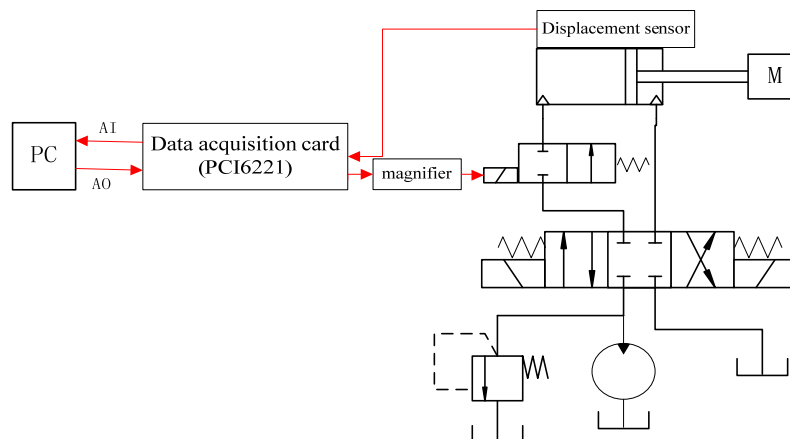 Displacement sensor
M
AI
PC
Data acquisition card
(PCI6221)
AO
magnifier